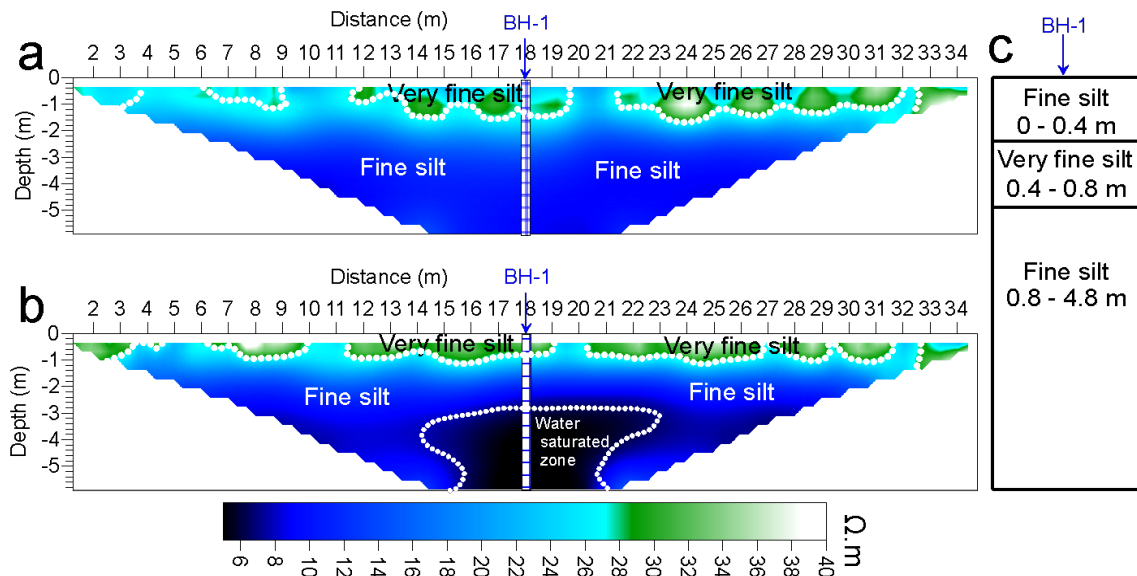 a
Distance (m)
BH-1
2 3 4 5 6 7 8 9 10 11 12 13 14 15 16 17 18 19 20 21 22 23 24 25 26 27 28 29 30 31 32 33 34
Depth (m)
0
-1
-2
-3
-4
-5
Very fine silt
Very fine silt
Fine silt
Fine silt
b
Distance (m)
BH-1
2 3 4 5 6 7 8 9 10 11 12 13 14 15 16 17 18 19 20 21 22 23 24 25 26 27 28 29 30 31 32 33 34
Depth (m)
0
-1
-2
-3
-4
-5
Very fine silt
Very fine silt
Fine silt
Fine silt
Water
saturated
zone
6 8 10 12 14 16 18 20 22 24 26 28 30 32 34 36 38 40
Ω.m
c
BH-1
Fine silt
0 - 0.4 m
Very fine silt
0.4 - 0.8 m
Fine silt
0.8 - 4.8 m